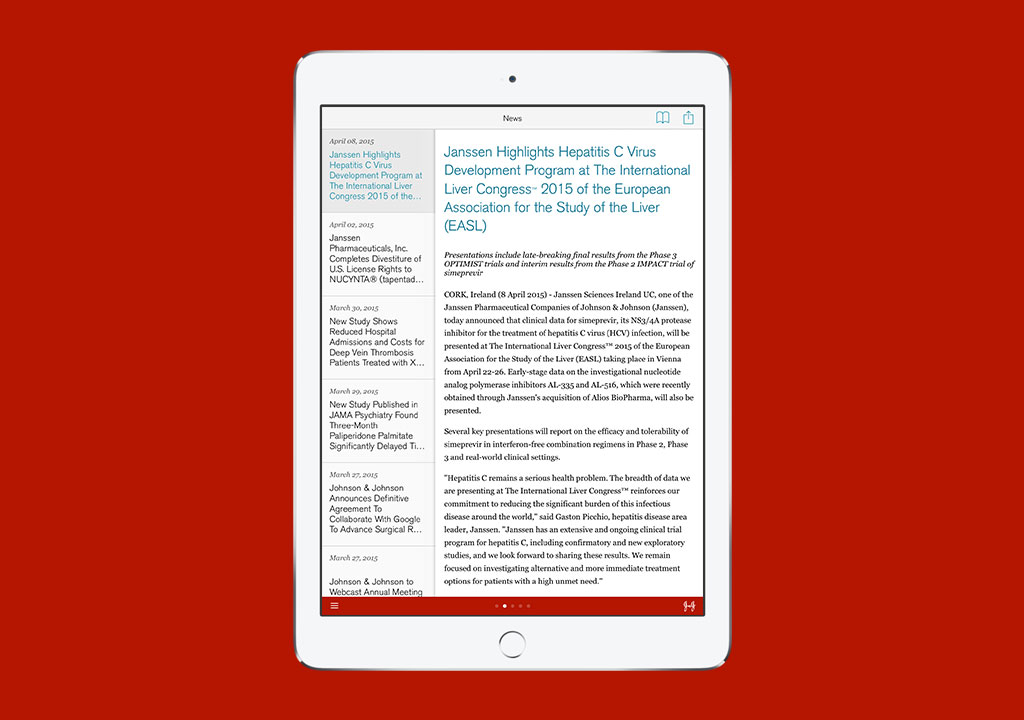 News
April 08, 2015
Janssen Highlights
Hepatitis C Virus
Development Program at
The International Liver
Congress 2015 of the…
April 02, 2015
Janssen
Pharmaceuticals, Inc.
Completes Divestiture of
U.S. License Rights to
NUCYNTA® (tapentad…
March 30, 2015
New Study Shows
Reduced Hospital
Admissions and Costs for
Deep Vein Thrombosis
Patients Treated with X…
March 29, 2015
New Study Published in
JAMA Psychiatry Found
Three-Month
Paliperidone Palmitate
Significantly Delayed Ti…
March 27, 2015
Johnson & Johnson
Announces Definitive
Agreement To
Collaborate With Google
To Advance Surgical R…
March 27, 2015
Johnson & Johnson to
Webcast Annual Meeting
Janssen Highlights Hepatitis C Virus
Development Program at The International
Liver Congress™ 2015 of the European
Association for the Study of the Liver
(EASL)
Presentations include late-breaking final results from the Phase 3
OPTIMIST trials and interim results from the Phase 2 IMPACT trial of
simeprevir
CORK, Ireland (8 April 2015) - Janssen Sciences Ireland UC, one of the
Janssen Pharmaceutical Companies of Johnson & Johnson (Janssen),
today announced that clinical data for simeprevir, its NS3/4A protease
inhibitor for the treatment of hepatitis C virus (HCV) infection, will be
presented at The International Liver Congress™ 2015 of the European
Association for the Study of the Liver (EASL) taking place in Vienna
from April 22-26. Early-stage data on the investigational nucleotide
analog polymerase inhibitors AL-335 and AL-516, which were recently
obtained through Janssen's acquisition of Alios BioPharma, will also be
presented.
Several key presentations will report on the efficacy and tolerability of
simeprevir in interferon-free combination regimens in Phase 2, Phase
3 and real-world clinical settings.
"Hepatitis C remains a serious health problem. The breadth of data we
are presenting at The International Liver Congress™ reinforces our
commitment to reducing the significant burden of this infectious
disease around the world," said Gaston Picchio, hepatitis disease area
leader, Janssen. "Janssen has an extensive and ongoing clinical trial
program for hepatitis C, including confirmatory and new exploratory
studies, and we look forward to sharing these results. We remain
focused on investigating alternative and more immediate treatment
options for patients with a high unmet need."